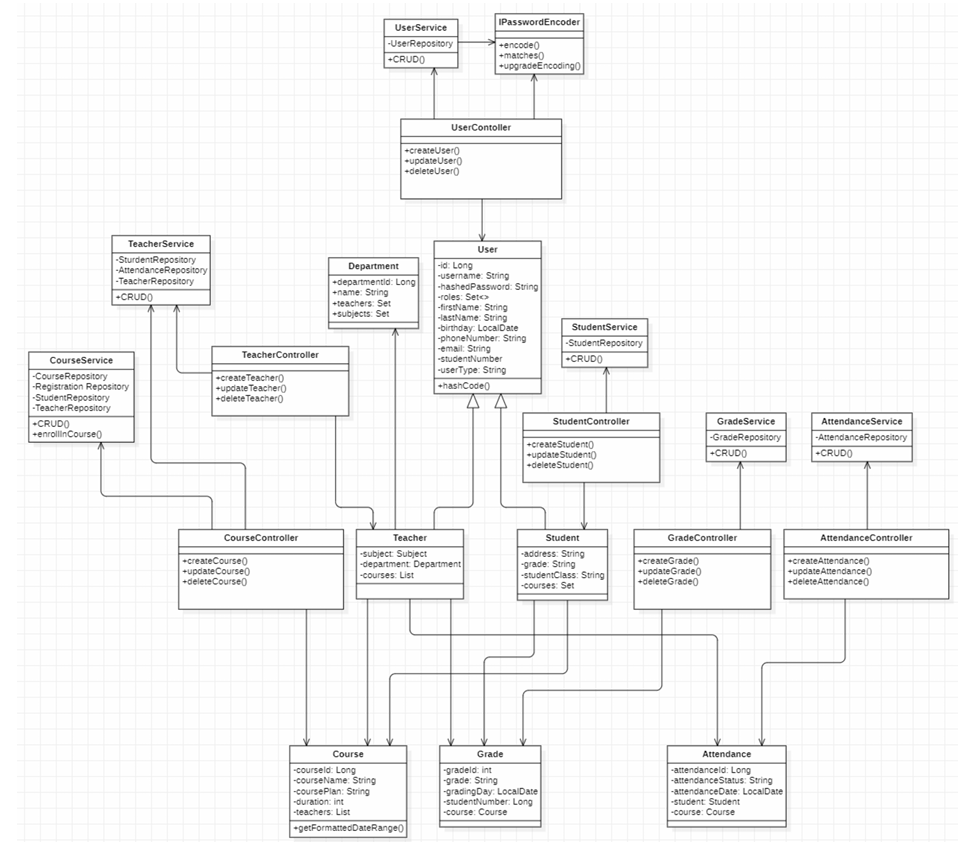 UserService
-UserRepository
+CRUD()
IPasswordEncoder
+encode()
+matches()
+upgradeEncoding()
UserContoller
+createUser()
+updateUser()
+deleteUser()
TeacherService
-SturdentRepository
-AttendanceRepository
-TeacherRepository
+CRUD()
Department
+departmentId: Long
+name: String
+teachers: Set
+subjects: Set
User
-id: Long
-username: String
-hashedPassword: String
-roles: Set<>
-firstName: String
-lastName: String
-birthday: LocalDate
-phoneNumber: String
-email: String
-studentNumber
-userType: String
+hashCode()
StudentService
-StudentRepository
+CRUD()
CourseService
-CourseRepository
-Registration Repository
-StudentRepository
-TeacherRepository
+CRUD()
+enrollInCourse()
TeacherController
+createTeacher()
+updateTeacher()
+deleteTeacher()
StudentController
+createStudent()
+updateStudent()
+deleteStudent()
GradeService
-GradeRepository
+CRUD()
AttendanceService
-AttendanceRepository
+CRUD()
CourseController
+createCourse()
+updateCourse()
+deleteCourse()
Teacher
-subject: Subject
-department: Department
-courses: List
Student
-address: String
-grade: String
-studentClass: String
-courses: Set
GradeController
+createGrade()
+updateGrade()
+deleteGrade()
AttendanceController
+createAttendance()
+updateAttendance()
+deleteAttendance()
Course
-courseId: Long
-courseName: String
-coursePlan: String
-duration: int
-teachers: List
+getFormattedDateRange()
Grade
-gradeId: int
-grade: String
-gradingDay: LocalDate
-studentNumber: Long
-course: Course
Attendance
-attendanceId: Long
-attendanceStatus: String
-attendanceDate: LocalDate
-student: Student
-course: Course